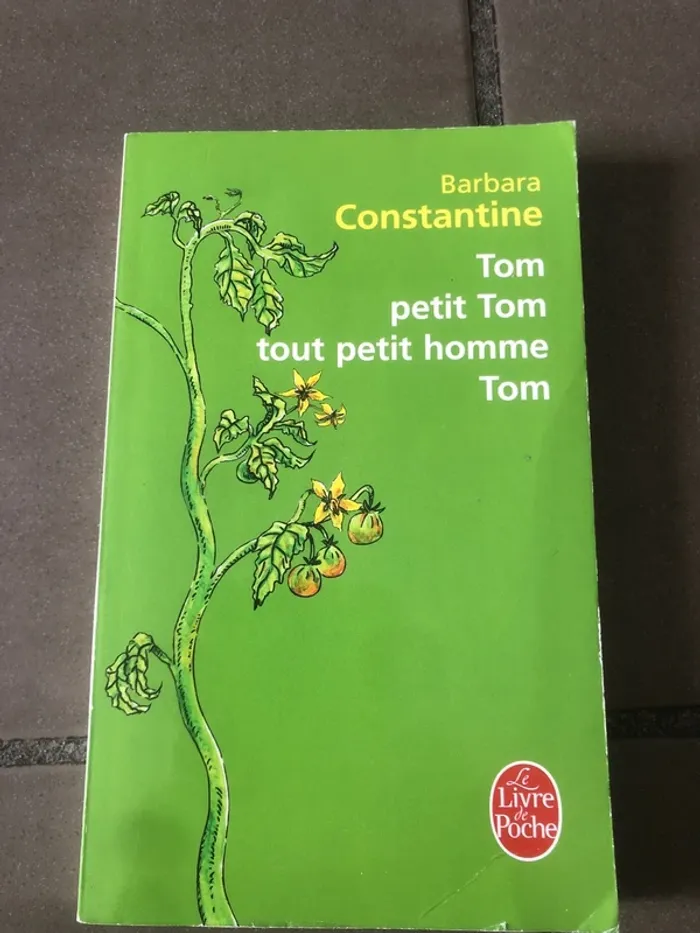 Barbara
Constantine
Tom
petit Tom
tout petit homme
Tom
Le
Livre
de
Poche